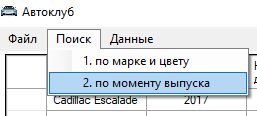 Автоклуб
Файл Поиск Данные
1. по марке и цвету
2. по моменту выпуска
Cadillac Escalade 2017